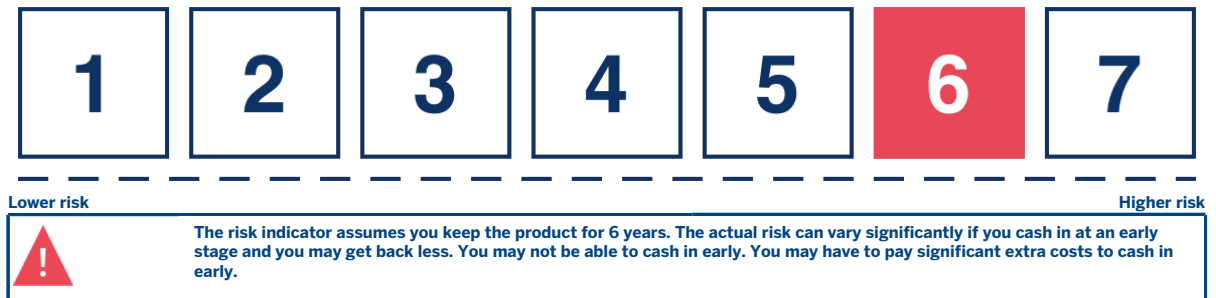 1 2 3 4 5 6 7
Lower risk Higher risk
!
The risk indicator assumes you keep the product for 6 years. The actual risk can vary significantly if you cash in at an early
stage and you may get back less. You may not be able to cash in early. You may have to pay significant extra costs to cash in
early.